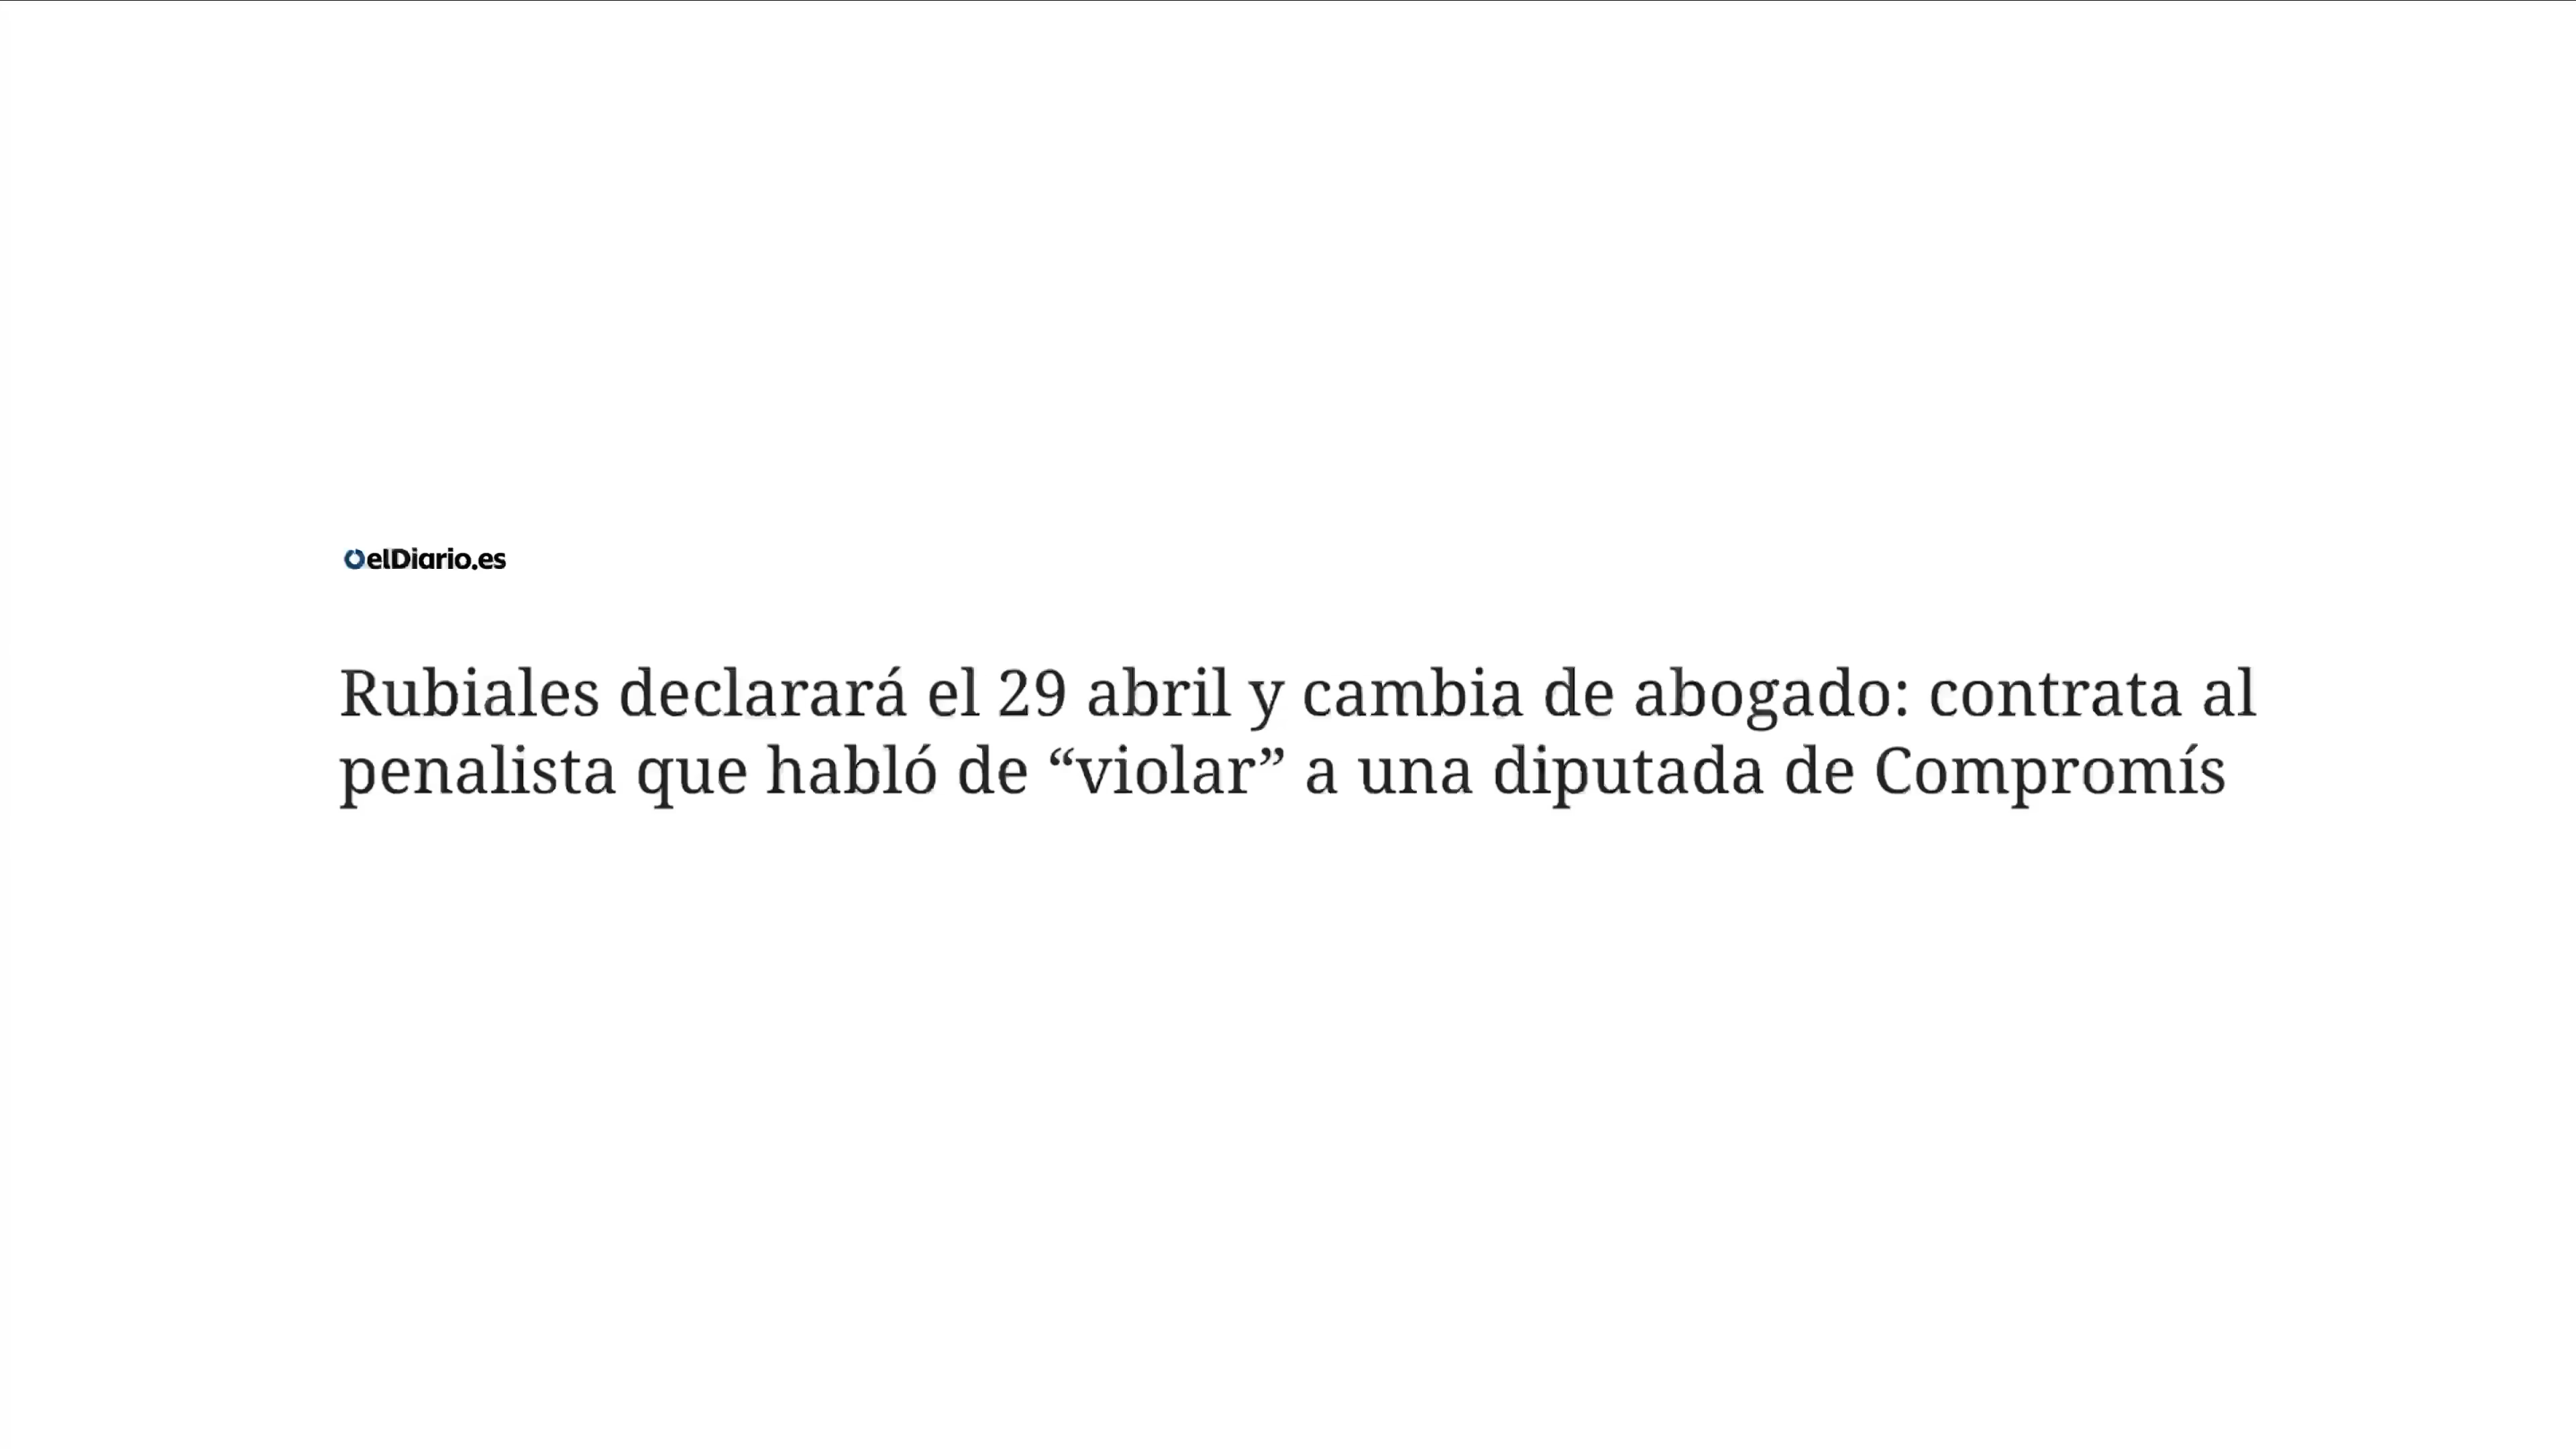 elDiario.es
Rubiales declarará el 29 abril y cambia de abogado: contrata al
penalista que habló de “violar” a una diputada de Compromís